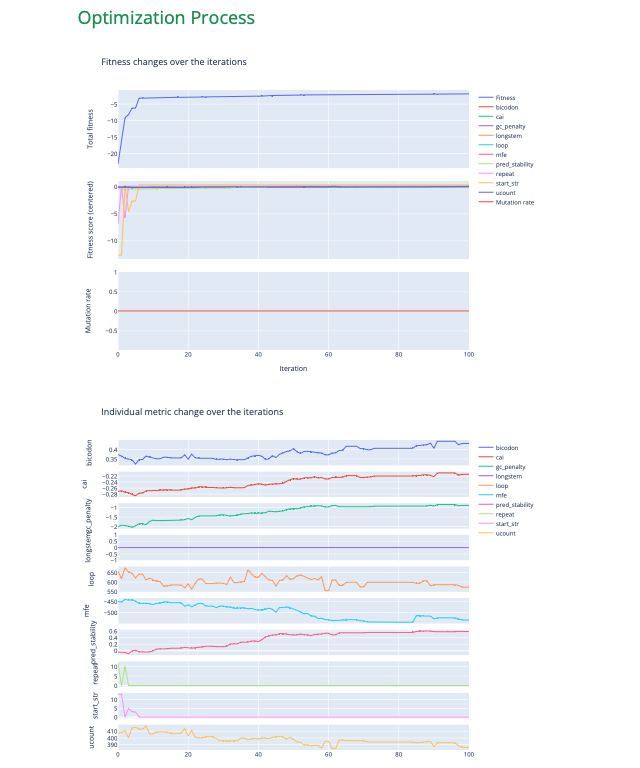 Optimization Process
Fitness changes over the iterations
Total fitness
−5
−10
−15
−20
Fitness score (centered)
0
−5
−10
Mutation rate
1
0.5
0
−0.5
0 20 40 60 80 100
Iteration
Fitness
bicodon
cai
gc_penalty
longstem
loop
mfe
pred_stability
repeat
start_str
ucount
Mutation rate
Individual metric change over the iterations
bicodon
0.4
0.35
cai
−0.22
−0.24
−0.26
−0.28
gc_penalty
−1
−1.5
−2
longstem
1
0.5
0
−0.5
−1
loop
650
600
550
mfe
−450
−500
pred_stability
0.6
0.4
0.2
0
repeat
10
5
0
start_str
10
5
0
ucount
410
400
390
0 20 40 60 80 100
bicodon
cai
gc_penalty
longstem
loop
mfe
pred_stability
repeat
start_str
ucount